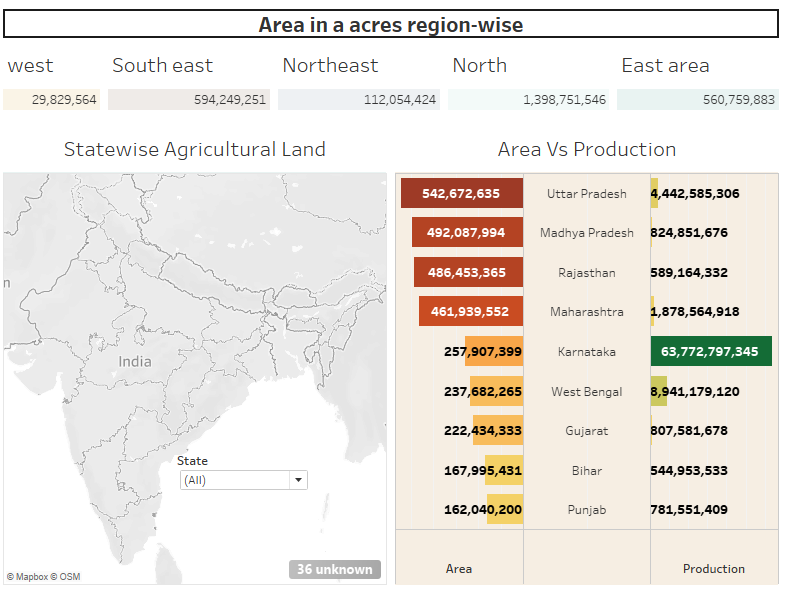 Area in a acres region-wise
west South east Northeast North East area
29,829,564 594,249,251 112,054,424 1,398,751,546 560,759,883
Statewise Agricultural Land
India
State
(All)
36 unknown
© Mapbox © OSM
Area Vs Production
542,672,635 Uttar Pradesh 4,442,585,306
492,087,994 Madhya Pradesh 824,851,676
486,453,365 Rajasthan 589,164,332
461,939,552 Maharashtra 1,878,564,918
257,907,399 Karnataka 63,772,797,345
237,682,265 West Bengal 8,941,179,120
222,434,333 Gujarat 807,581,678
167,995,431 Bihar 544,953,533
162,040,200 Punjab 781,551,409
Area Production